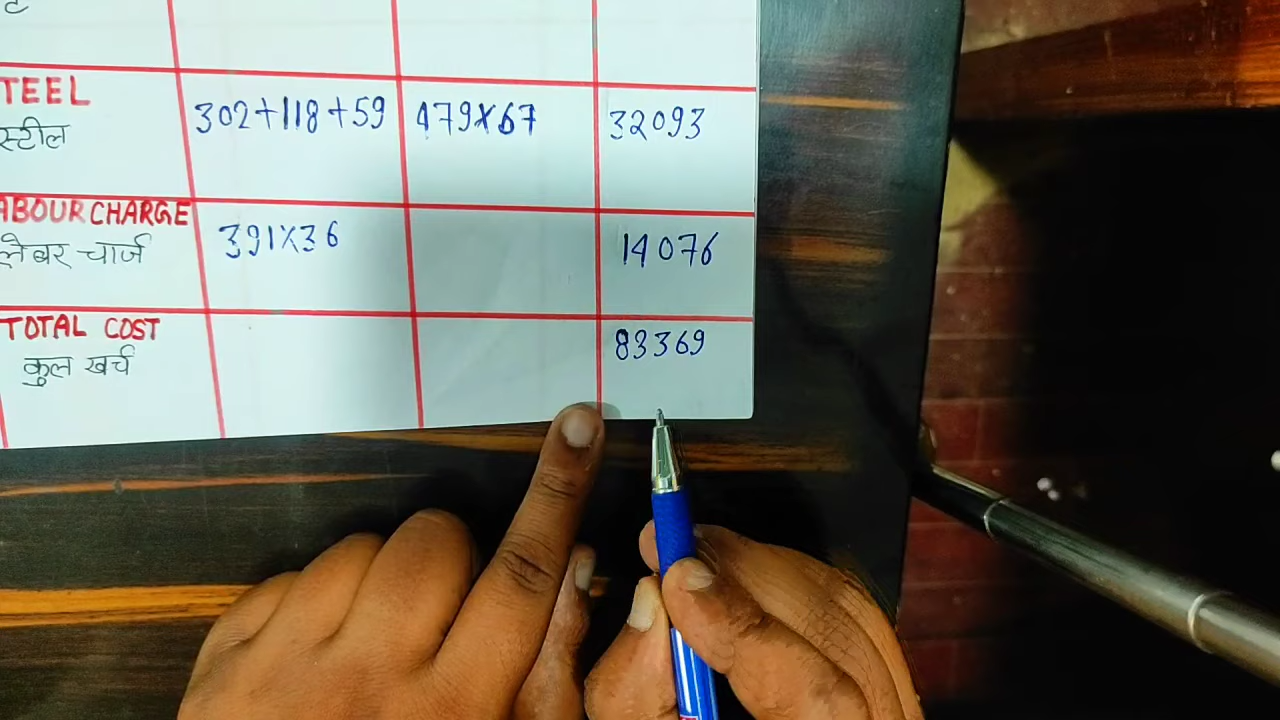 TEEL
स्टील
302+118+59
479X67
32093
ABOUR CHARGE
लेबर चार्ज
391X36
14076
TOTAL COST
कुल खर्च
83369